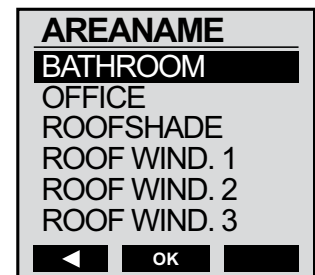 AREANAME
BATHROOM
OFFICE
ROOFSHADE
ROOF WIND. 1
ROOF WIND. 2
ROOF WIND. 3
OK